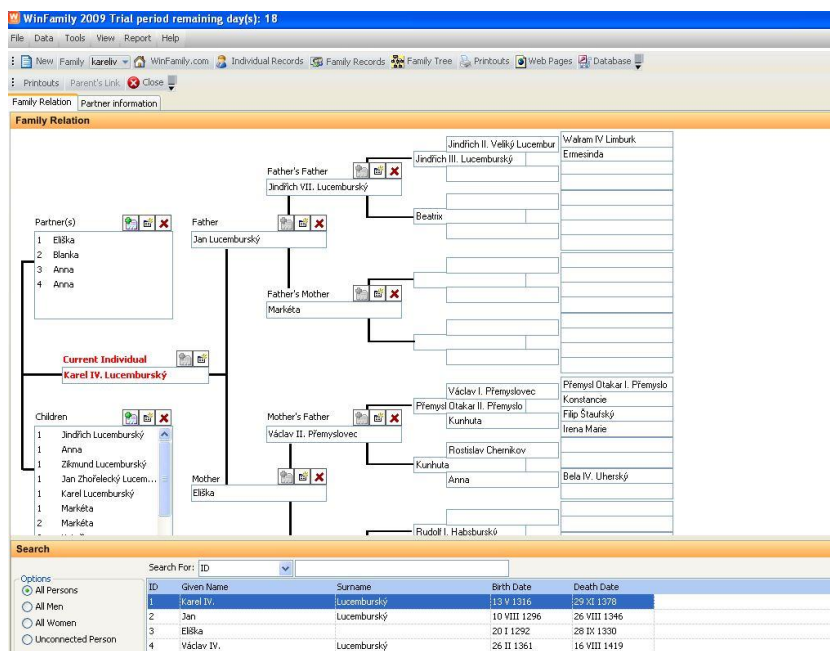 WinFamily 2009 Trial period remaining day(s): 18
File Data Tools View Report Help
New Family kareliv WinFamily.com Individual Records Family Records Family Tree Printouts Web Pages Database
Printouts Parent's Link Close
Family Relation Partner information
Family Relation
Partner(s)
1 Eliška
2 Blanka
3 Anna
4 Anna
Current Individual
Karel IV. Lucemburský
Children
1 Jindřich Lucemburský
1 Anna
1 Zikmund Lucemburský
1 Jan Zhořelecký Lucem...
1 Karel Lucemburský
1 Markéta
2 Markéta
Father
Jan Lucemburský
Mother
Eliška
Father's Father
Jindřich VII. Lucemburský
Father's Mother
Markéta
Mother's Father
Václav II. Přemyslovec
Jindřich II. Veliký Lucembur
Jindřich III. Lucemburský
Beatrix
Václav I. Přemyslovec
Přemysl Otakar II. Přemyslo
Kunhuta
Rostislav Chernikov
Kunhuta
Anna
Rudolf I. Habsburský
Walram IV Limburk
Ermesinda
Přemysl Otakar I. Přemyslo
Konstancie
Filip Štaufský
Irena Marie
Bela IV. Uherský
Search
Search For: ID
Options
All Persons
All Men
All Women
Unconnected Person
ID Given Name Surname Birth Date Death Date
1 Karel IV. Lucemburský 13 V 1316 29 XI 1378
2 Jan Lucemburský 10 VIII 1296 26 VIII 1346
3 Eliška 20 I 1292 28 IX 1330
4 Václav IV. Lucemburský 26 II 1361 16 VIII 1419